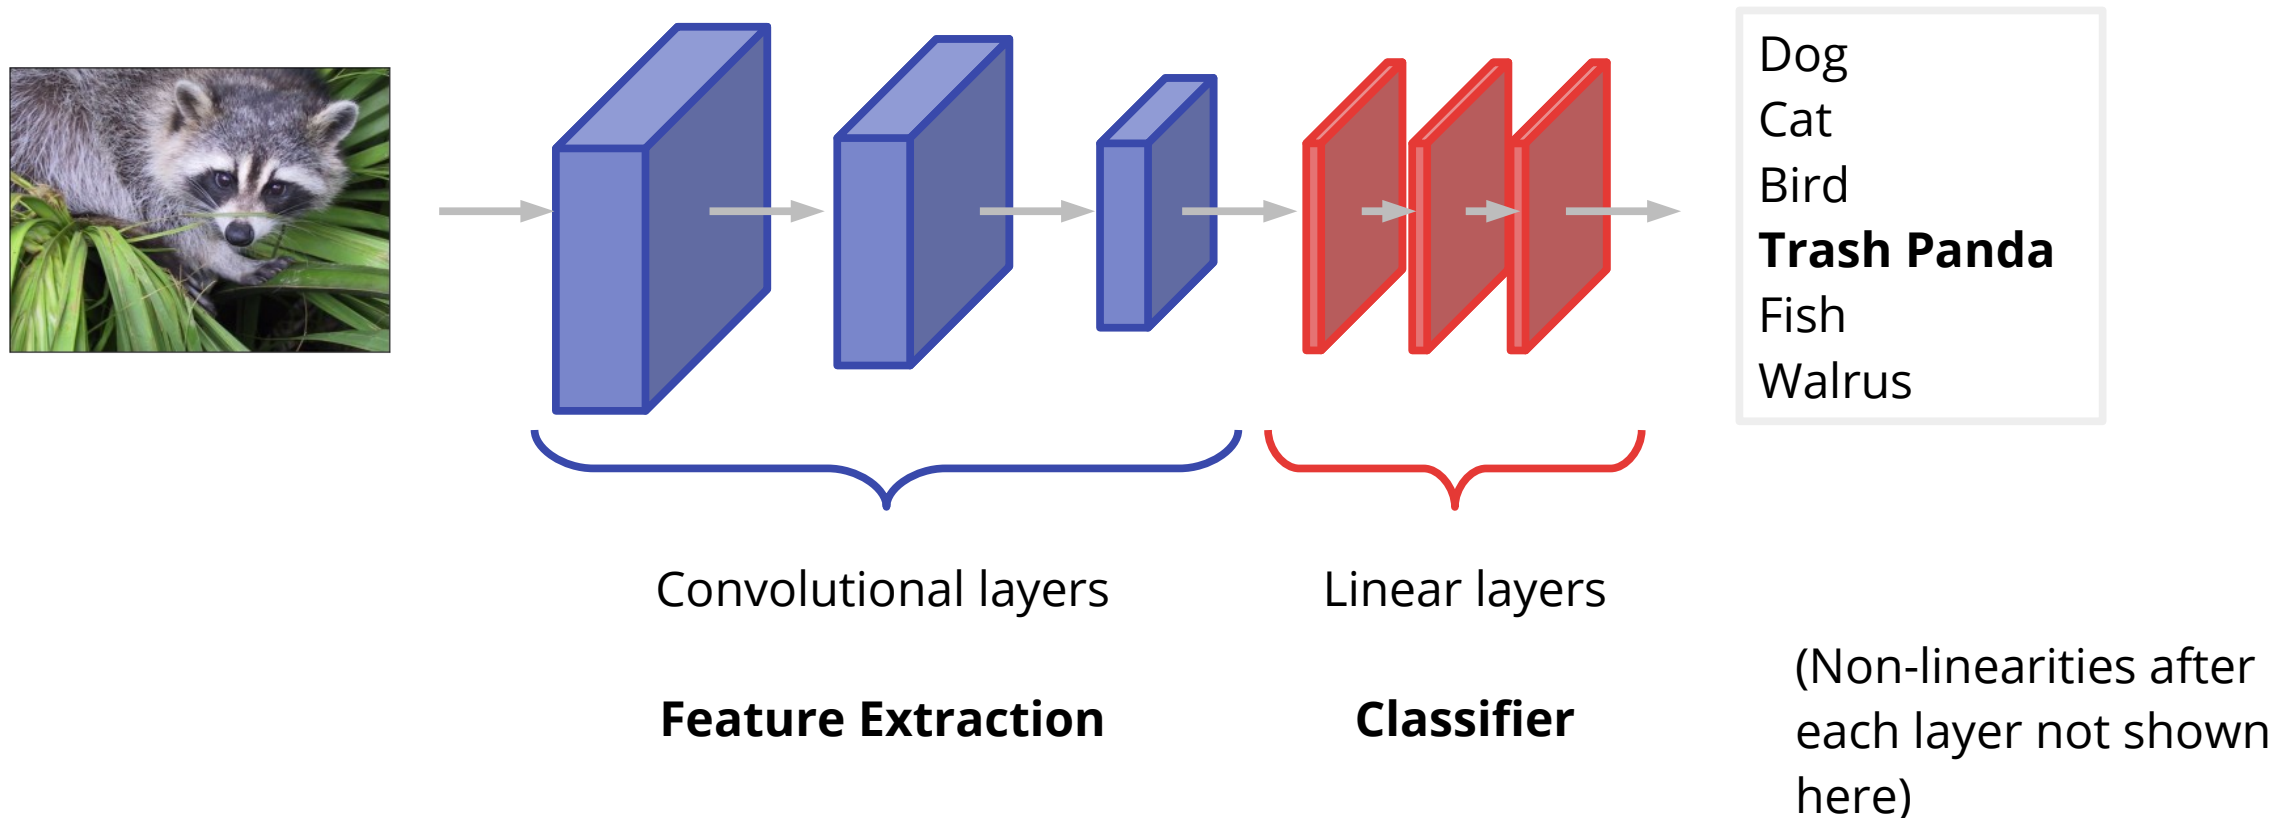 Dog
Cat
Bird
Trash Panda
Fish
Walrus
Convolutional layers
Linear layers
Feature Extraction
Classifier
(Non-linearities after
each layer not shown
here)